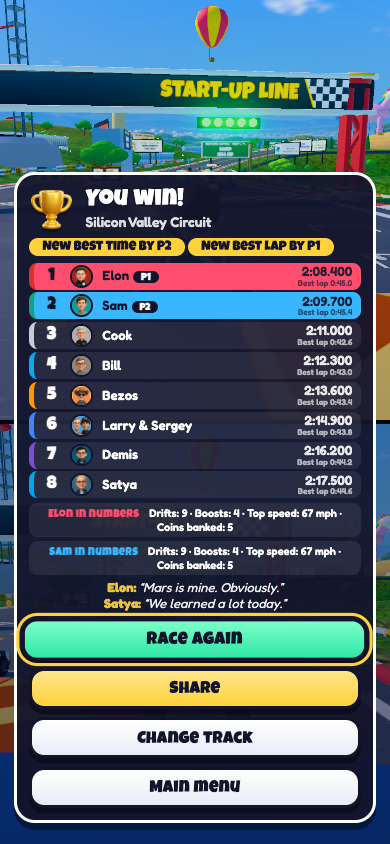 START-UP LINE
You Win!
Silicon Valley Circuit
New best time by P2
New best lap by P1
1 Elon P1 2:08.400
Best lap 0:45.0
2 Sam P2 2:09.700
Best lap 0:45.4
3 Cook 2:11.000
Best lap 0:42.6
4 Bill 2:12.300
Best lap 0:43.0
5 Bezos 2:13.600
Best lap 0:43.4
6 Larry & Sergey 2:14.900
Best lap 0:43.8
7 Demis 2:16.200
Best lap 0:44.2
8 Satya 2:17.500
Best lap 0:44.6
Elon in numbers Drifts: 9 · Boosts: 4 · Top speed: 67 mph ·
Coins banked: 5
Sam in numbers Drifts: 9 · Boosts: 4 · Top speed: 67 mph ·
Coins banked: 5
Elon: “Mars is mine. Obviously.”
Satya: “We learned a lot today.”
Race again
Share
Change track
Main menu